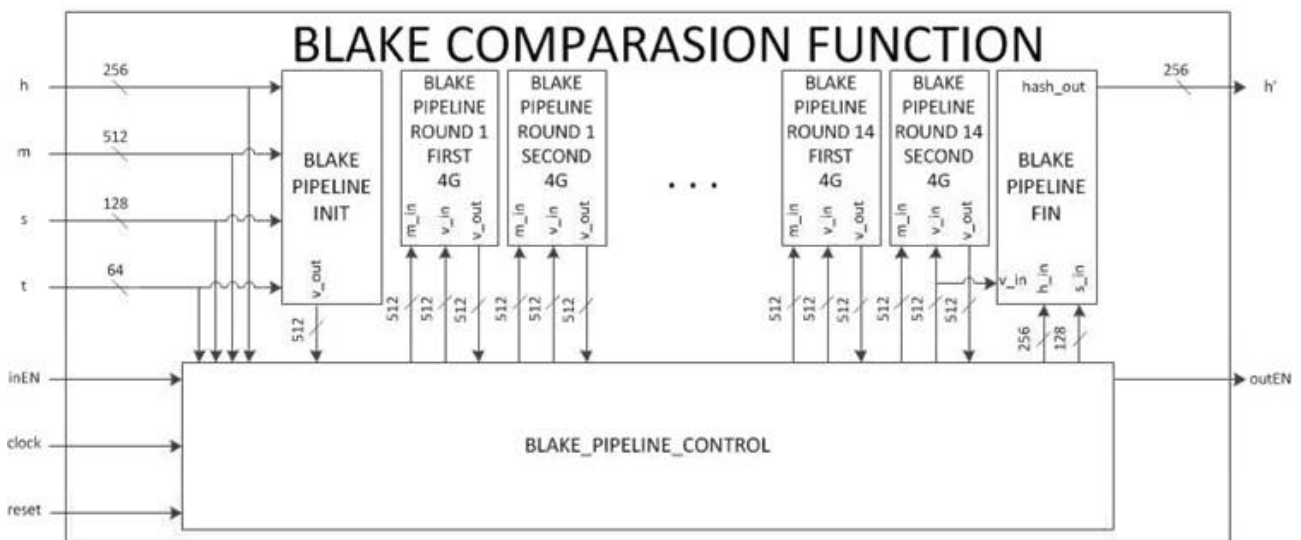 BLAKE COMPARASION FUNCTION
h
256
m
512
s
128
t
64
inEN
clock
reset
BLAKE
PIPELINE
INIT
v_out
512
BLAKE
PIPELINE
ROUND 1
FIRST
4G
m_in
v_in
v_out
512
512
512
BLAKE
PIPELINE
ROUND 1
SECOND
4G
m_in
v_in
v_out
512
512
512
. . .
BLAKE
PIPELINE
ROUND 14
FIRST
4G
m_in
v_in
v_out
512
512
512
BLAKE
PIPELINE
ROUND 14
SECOND
4G
m_in
v_in
v_out
512
512
512
hash_out
BLAKE
PIPELINE
FIN
v_in
h_in
s_in
256
128
256
h'
outEN
BLAKE_PIPELINE_CONTROL